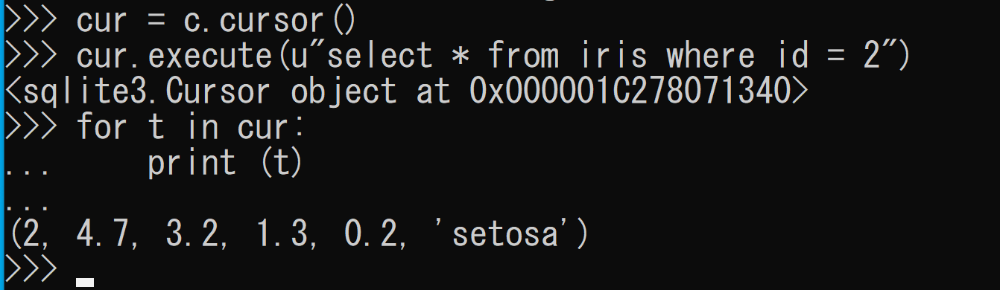 >>> cur = c.cursor()
>>> cur.execute(u"select * from iris where id = 2")
<sqlite3.Cursor object at 0x000001C278071340>
>>> for t in cur:
...     print (t)
...
(2, 4.7, 3.2, 1.3, 0.2, 'setosa')
>>>